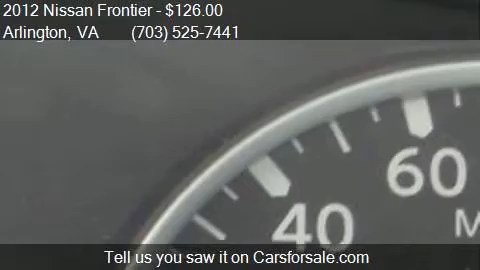 2012 Nissan Frontier - $126.00
Arlington, VA (703) 525-7441
60
40
M
Tell us you saw it on Carsforsale.com